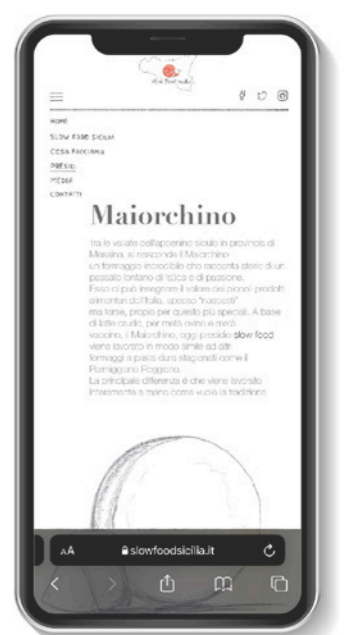 HOME
SLOW FOOD SICILIA
COSA FACCIAMO
PRESIDI
MEDIA
CONTATTI
Maiorchino
Tra le vallate dell'appennino siculo in provincia di
Messina, si nasconde il Maiorchino
un formaggio incredibile che racconta storie di un
passato lontano di fatica e di passione.
Esso ci può insegnare il valore dei piccoli prodotti
alimentari dell'Italia, spesso "nascosti"
ma forse, proprio per questo più speciali. A base
di latte crudo, per metà ovino e metà
vaccino, il Maiorchino, oggi presidio slow food
viene lavorato in modo simile ad altri
formaggi a pasta dura stagionati come il
Parmigiano Reggiano.
La principale differenza è che viene lavorato
interamente a mano come vuole la tradizione.
AA slowfoodsicilia.it